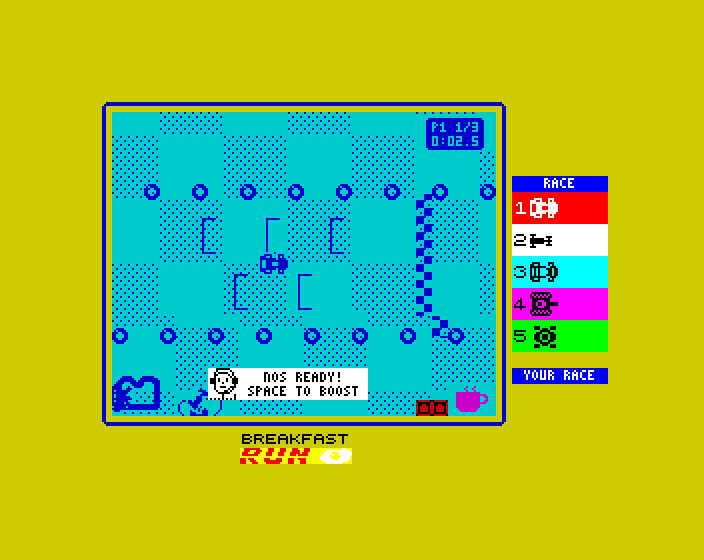 P1 1/3
0:02.5
RACE
1
2
3
4
5
YOUR RACE
NOS READY!
SPACE TO BOOST
BREAKFAST
RUN